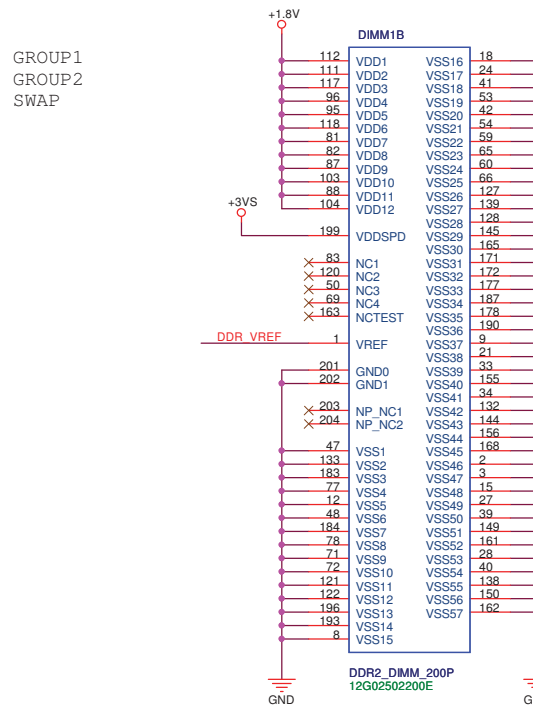 +1.8V
DIMM1B
GROUP1
GROUP2
SWAP
112 VDD1 VSS16 18
111 VDD2 VSS17 24
117 VDD3 VSS18 41
96 VDD4 VSS19 53
95 VDD5 VSS20 42
118 VDD6 VSS21 54
81 VDD7 VSS22 59
82 VDD8 VSS23 65
87 VDD9 VSS24 60
103 VDD10 VSS25 66
88 VDD11 VSS26 127
104 VDD12 VSS27 139
+3VS
VSS28 128
199 VDDSPD VSS29 145
VSS30 165
83 NC1 VSS31 171
120 NC2 VSS32 172
50 NC3 VSS33 177
69 NC4 VSS34 187
163 NCTEST VSS35 178
VSS36 190
DDR_VREF 1 VREF VSS37 9
VSS38 21
201 GND0 VSS39 33
202 GND1 VSS40 155
VSS41 34
203 NP_NC1 VSS42 132
204 NP_NC2 VSS43 144
VSS44 156
47 VSS1 VSS45 168
133 VSS2 VSS46 2
183 VSS3 VSS47 3
77 VSS4 VSS48 15
12 VSS5 VSS49 27
48 VSS6 VSS50 39
184 VSS7 VSS51 149
78 VSS8 VSS52 161
71 VSS9 VSS53 28
72 VSS10 VSS54 40
121 VSS11 VSS55 138
122 VSS12 VSS56 150
196 VSS13 VSS57 162
193 VSS14
8 VSS15
DDR2_DIMM_200P
12G02502200E
GND